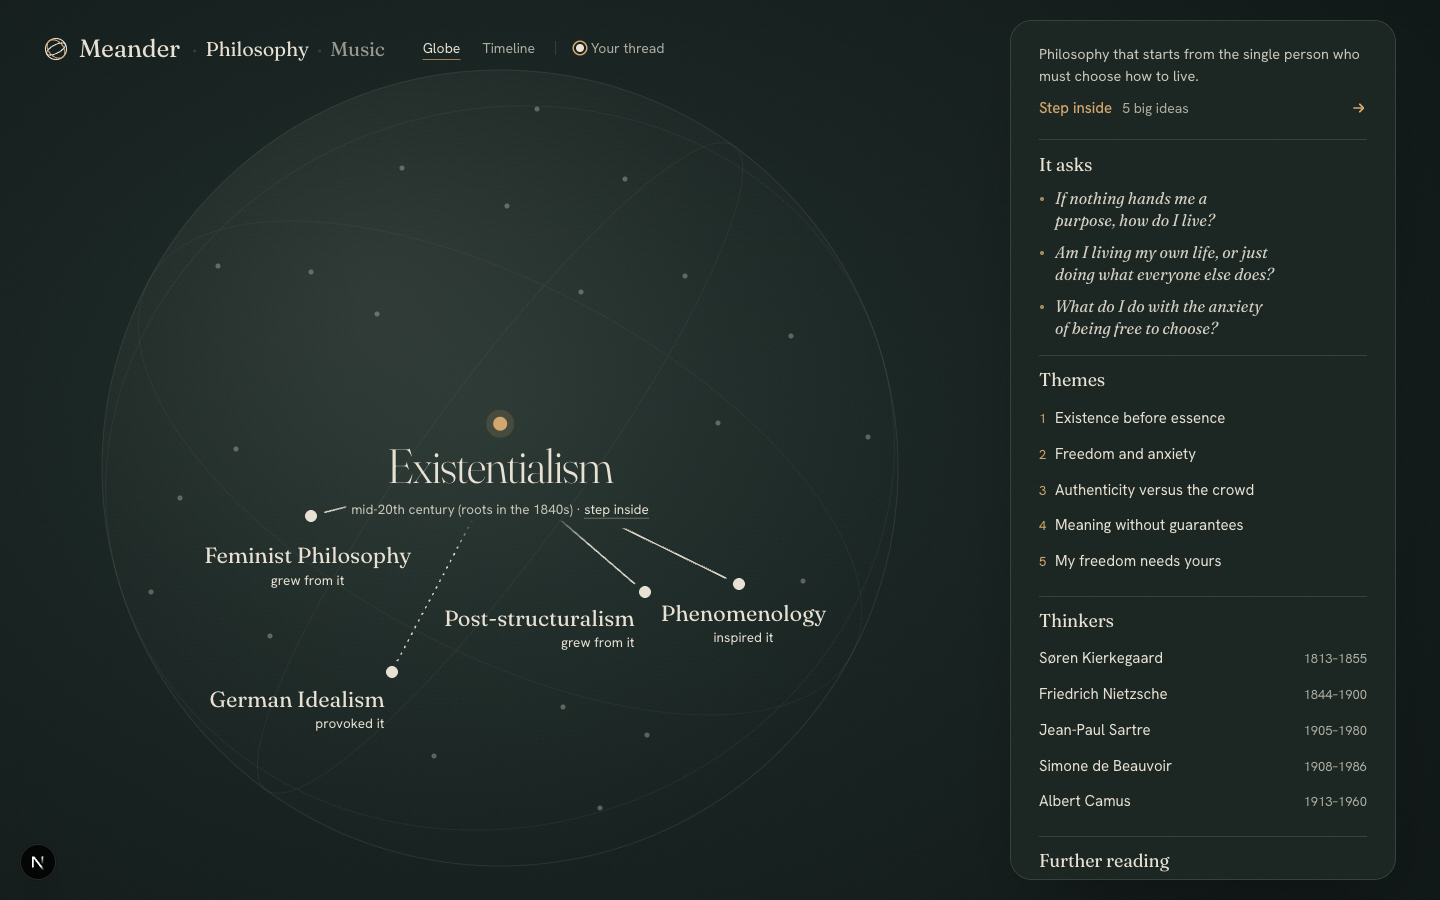 Meander · Philosophy · Music
Globe Timeline Your thread
Existentialism
mid-20th century (roots in the 1840s) · step inside
Feminist Philosophy
grew from it
Post-structuralism
grew from it
Phenomenology
inspired it
German Idealism
provoked it
N
Philosophy that starts from the single person who
must choose how to live.
Step inside 5 big ideas →
It asks
• If nothing hands me a
purpose, how do I live?
• Am I living my own life, or just
doing what everyone else does?
• What do I do with the anxiety
of being free to choose?
Themes
1 Existence before essence
2 Freedom and anxiety
3 Authenticity versus the crowd
4 Meaning without guarantees
5 My freedom needs yours
Thinkers
Søren Kierkegaard 1813–1855
Friedrich Nietzsche 1844–1900
Jean-Paul Sartre 1905–1980
Simone de Beauvoir 1908–1986
Albert Camus 1913–1960
Further reading